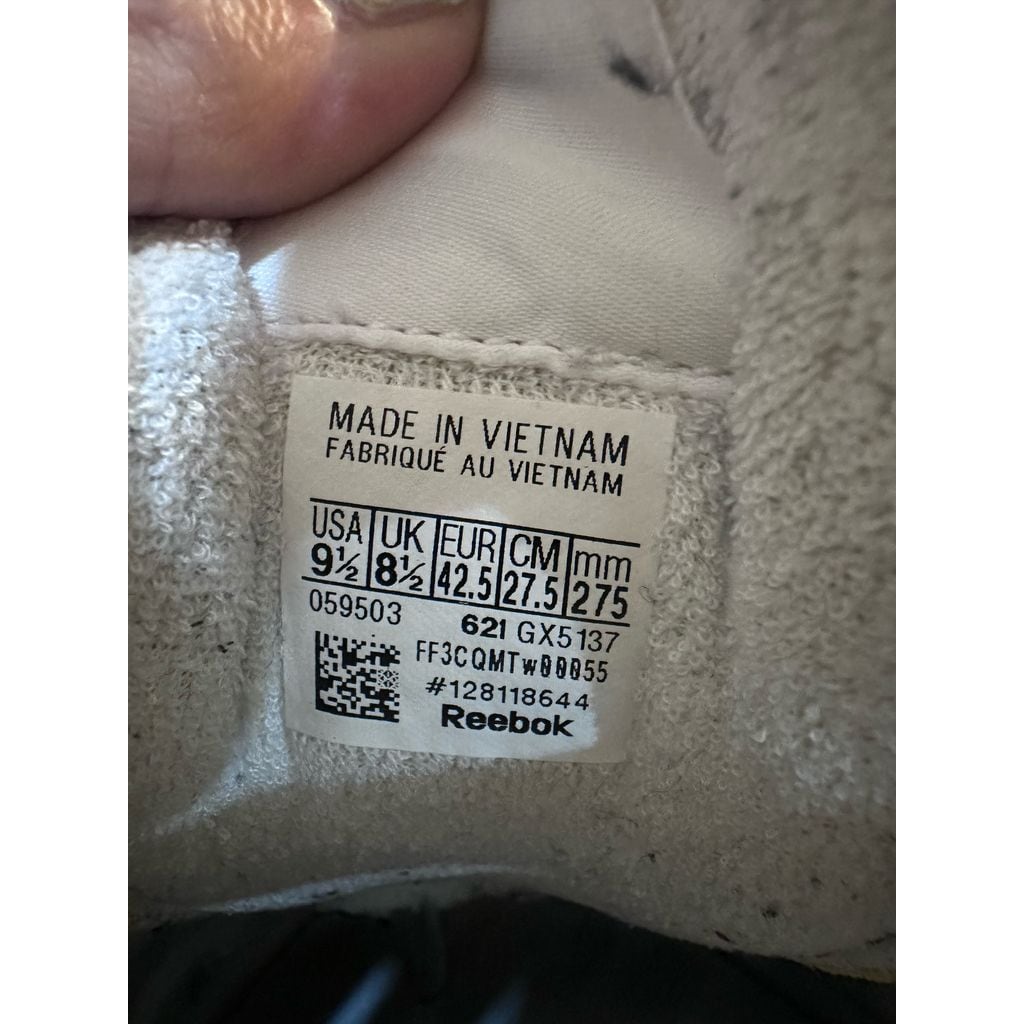 MADE IN VIETNAM
FABRIQUÉ AU VIETNAM
USA UK EUR CM mm
9½ 8½ 42.5 27.5 275
059503 621 GX5137
FF3CQMTw00055
#128118644
Reebok